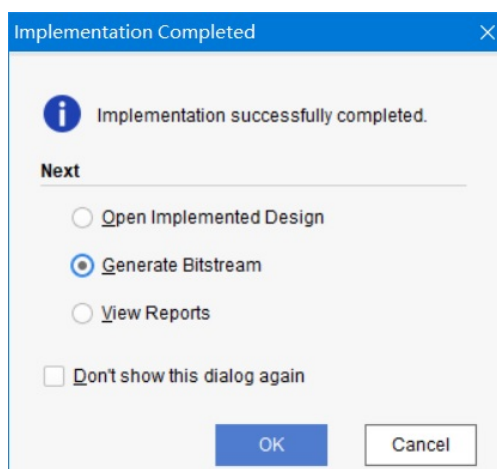 Implementation Completed
Implementation successfully completed.
Next
Open Implemented Design
Generate Bitstream
View Reports
Don't show this dialog again
OK
Cancel